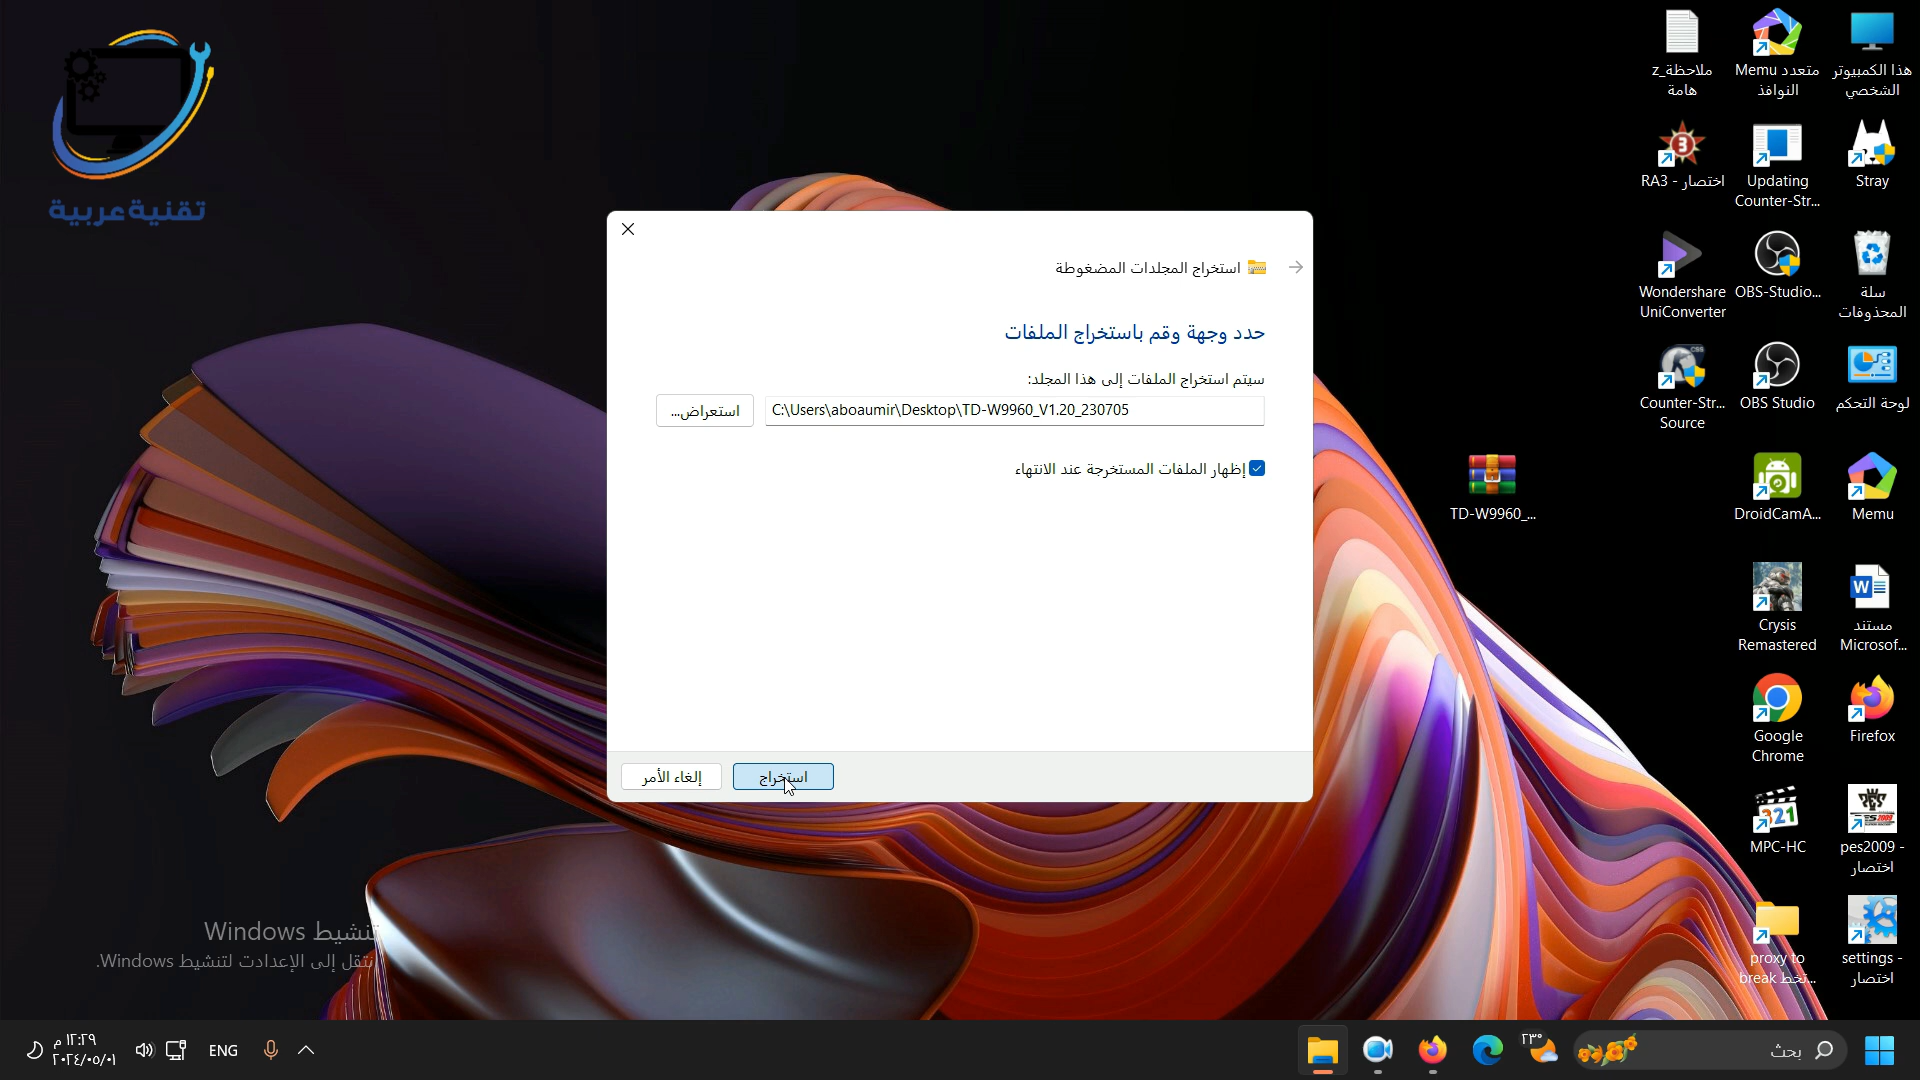 تقنية عربية
استخراج المجلدات المضغوطة
حدد وجهة وقم باستخراج الملفات
سيتم استخراج الملفات إلى هذا المجلد:
C:\Users\aboaumir\Desktop\TD-W9960_V1.20_230705
استعراض...
إظهار الملفات المستخرجة عند الانتهاء
استخراج
إلغاء الأمر
هذا الكمبيوتر
الشخصي
Memu متعدد
النوافذ
ملاحظة_z
هامة
Stray
Updating
Counter-Str...
RA3 - اختصار
سلة
المحذوفات
OBS-Studio...
Wondershare
UniConverter
لوحة التحكم
OBS Studio
Counter-Str...
Source
Memu
DroidCamA...
TD-W9960_...
مستند
Microsof...
Crysis
Remastered
Firefox
Google
Chrome
pes2009 -
اختصار
MPC-HC
settings -
اختصار
proxy to
break تخط...
تنشيط Windows
انتقل إلى الإعدادت لتنشيط Windows.
بحث
٢٣°
ENG
١٢:٢٩ م
٢٠٢٤/٠٥/٠١